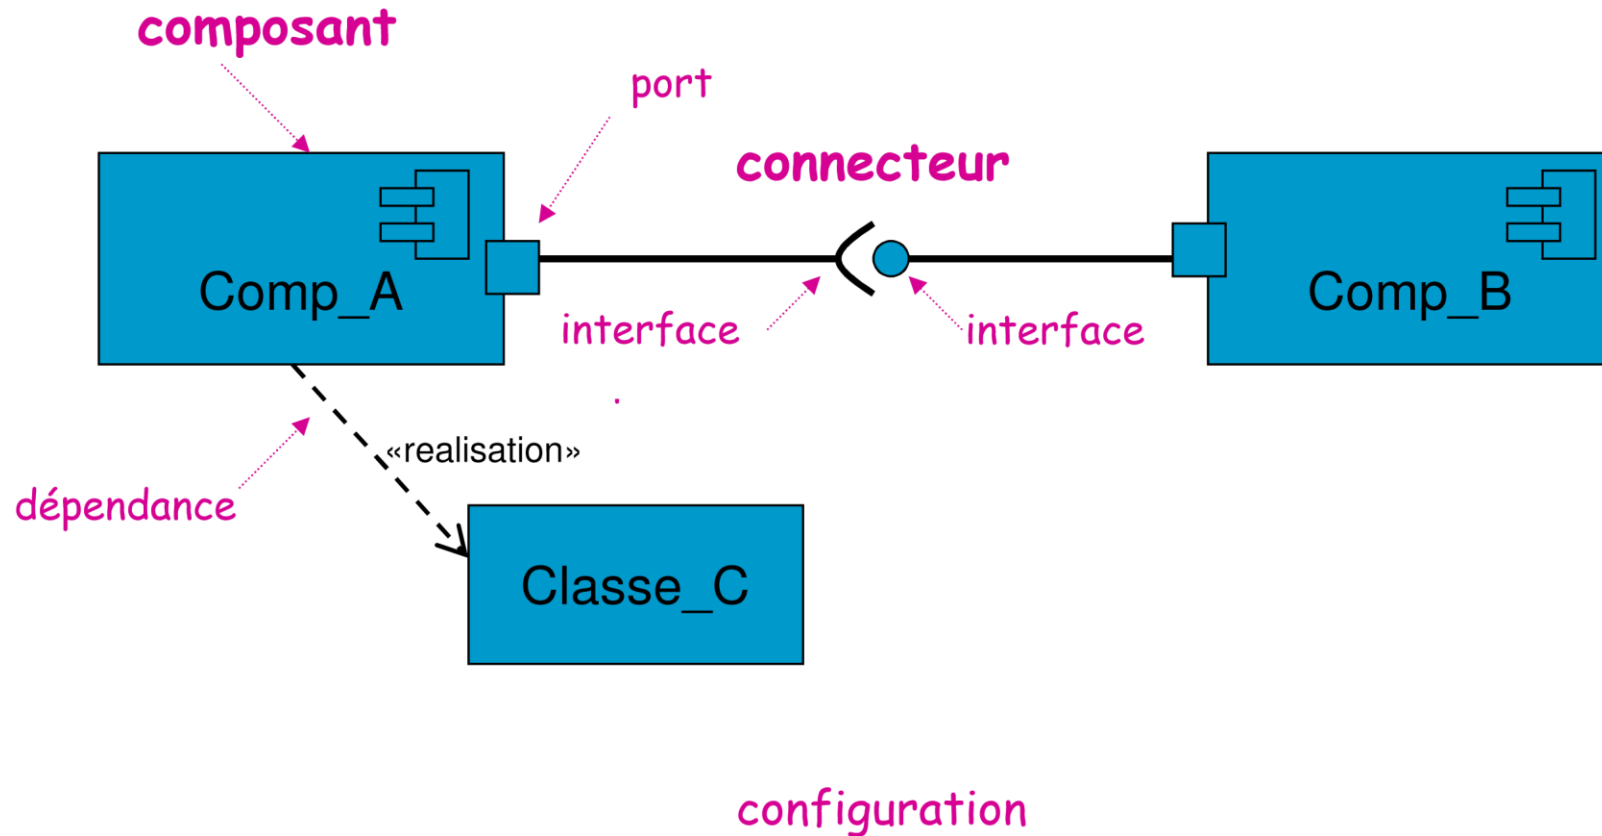 composant
port
connecteur
Comp_A
Comp_B
interface
interface
«realisation»
dépendance
Classe_C
configuration